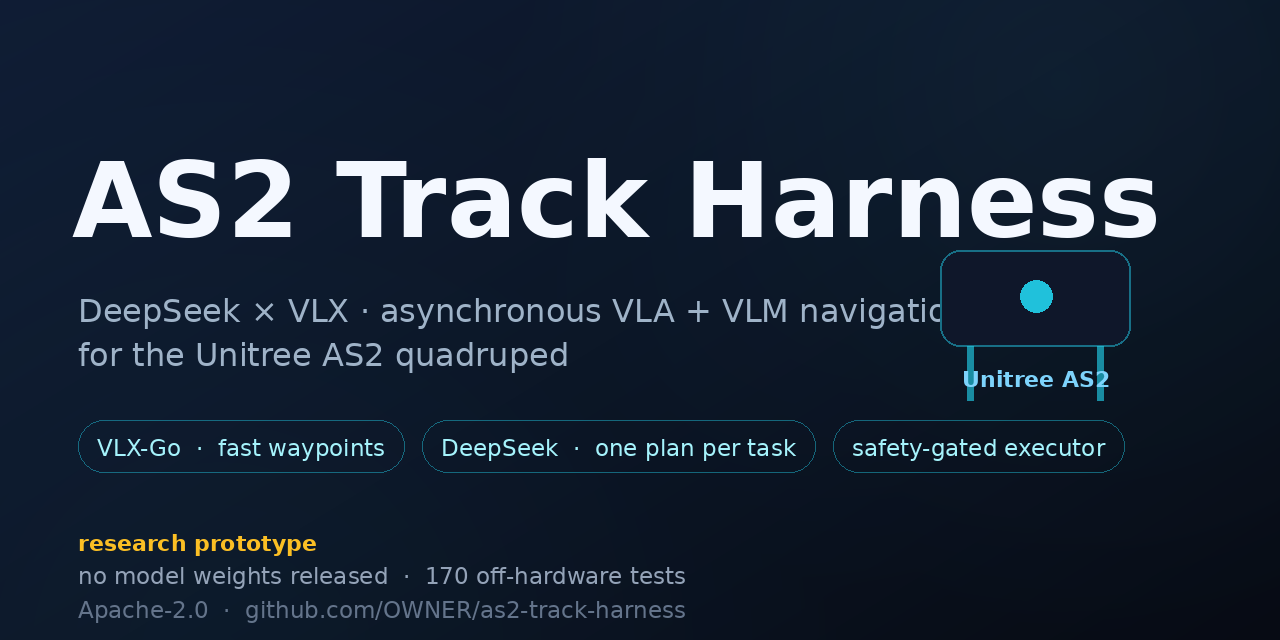 AS2 Track Harness
DeepSeek × VLX · asynchronous VLA + VLM navigatio
for the Unitree AS2 quadruped
Unitree AS2
VLX-Go · fast waypoints
DeepSeek · one plan per task
safety-gated executor
research prototype
no model weights released · 170 off-hardware tests
Apache-2.0 · github.com/OWNER/as2-track-harness